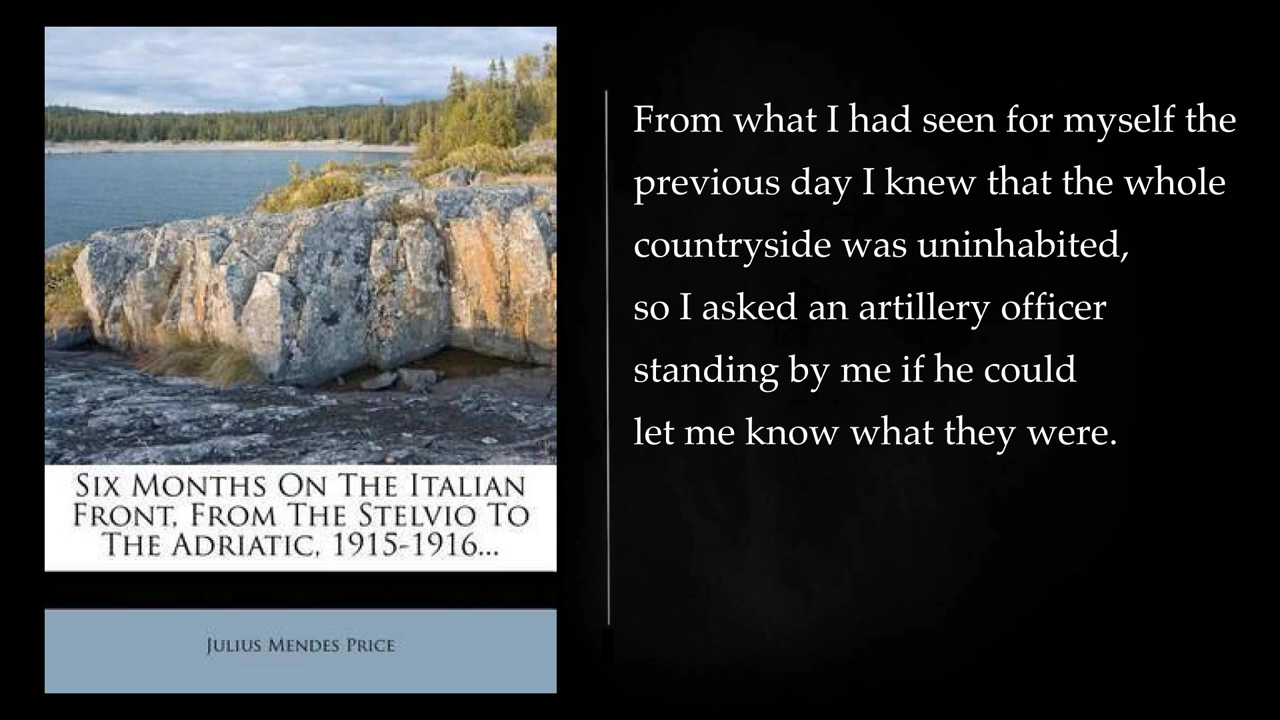 Six Months On The Italian
Front, From The Stelvio To
The Adriatic, 1915-1916...
Julius Mendes Price
From what I had seen for myself the
previous day I knew that the whole
countryside was uninhabited,
so I asked an artillery officer
standing by me if he could
let me know what they were.